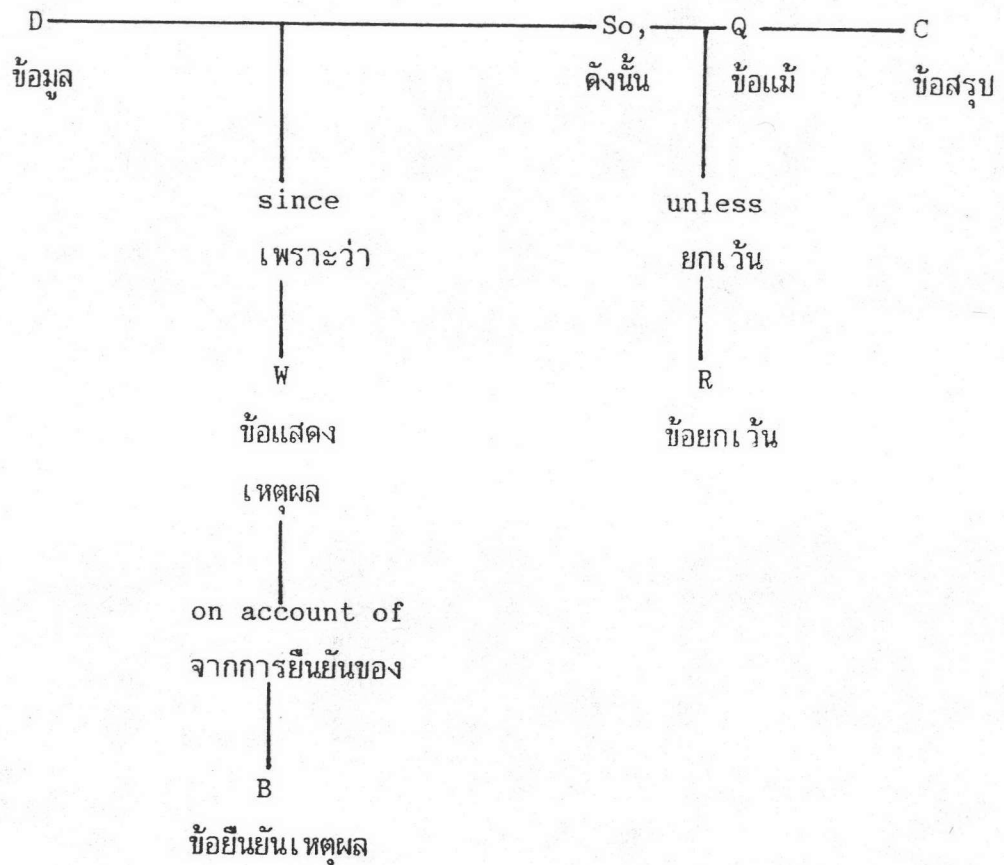 D So, Q C
ข้อมูล ดังนั้น ข้อแม้ ข้อสรุป
since unless
เพราะว่า ยกเว้น
W R
ข้อแสดง ข้อยกเว้น
เหตุผล
on account of
จากการยืนยันของ
B
ข้อยืนยันเหตุผล